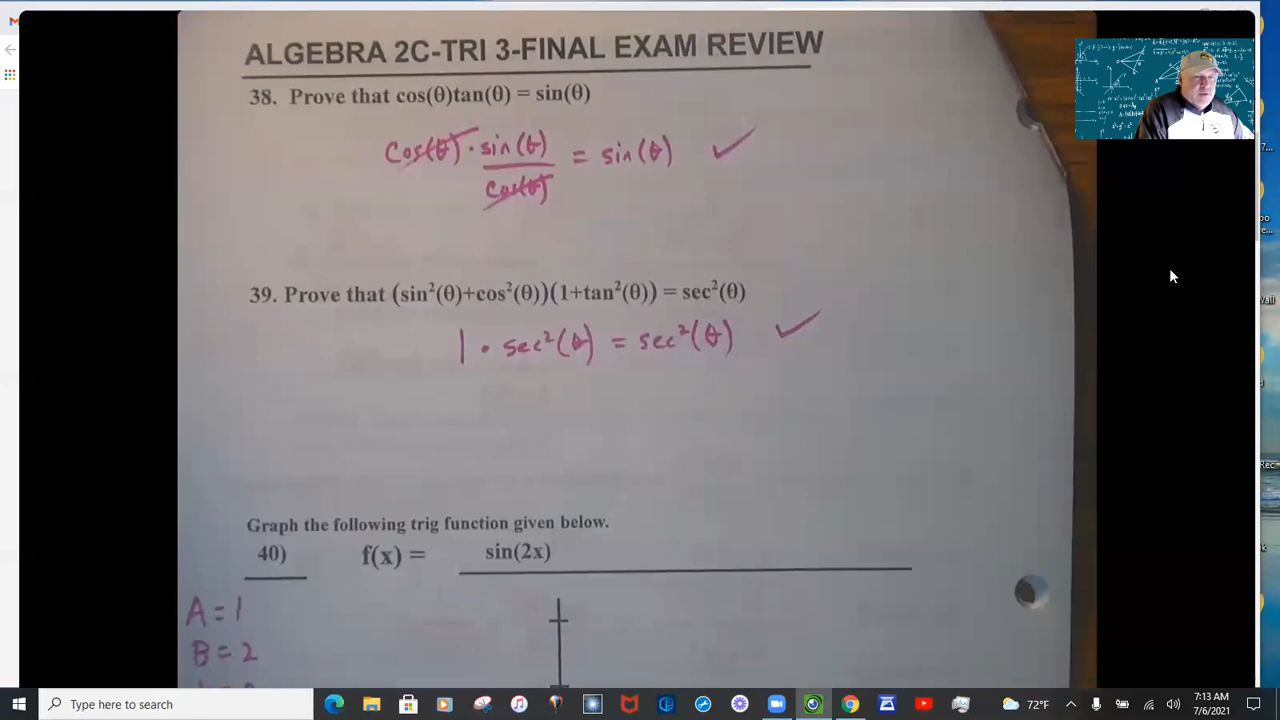 ALGEBRA 2C-TRI 3-FINAL EXAM REVIEW
38. Prove that cos(θ)tan(θ) = sin(θ)
cos(θ) · sin(θ) / cos(θ) = sin(θ) ✓
39. Prove that (sin²(θ)+cos²(θ))(1+tan²(θ)) = sec²(θ)
1 · sec²(θ) = sec²(θ) ✓
Graph the following trig function given below.
40) f(x) = sin(2x)
A = 1
B = 2
Type here to search
72°F
7:13 AM
7/6/2021